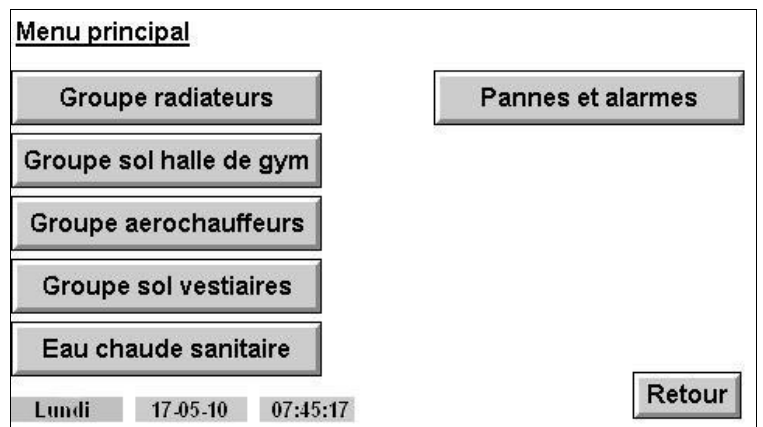 Menu principal
Groupe radiateurs
Pannes et alarmes
Groupe sol halle de gym
Groupe aerochauffeurs
Groupe sol vestiaires
Eau chaude sanitaire
Retour
Lundi 17-05-10 07:45:17